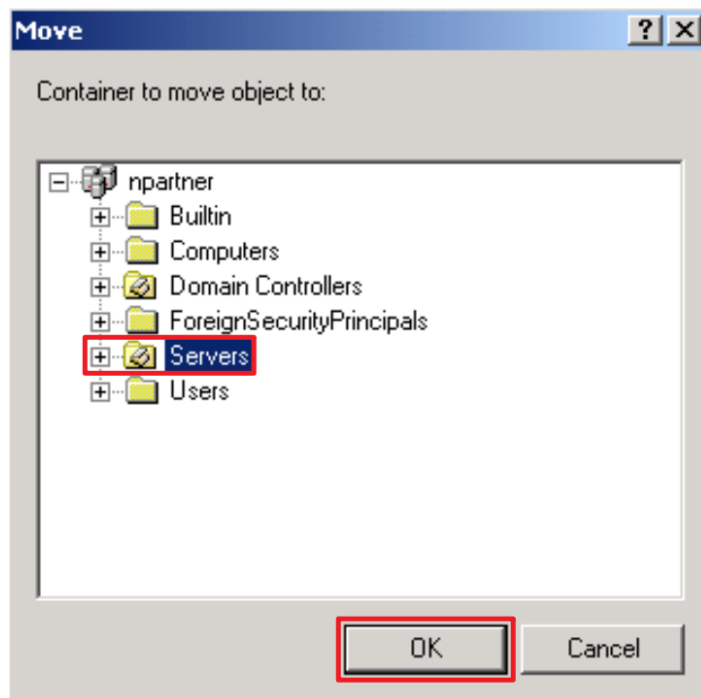 Move
Container to move object to:
npartner
Builtin
Computers
Domain Controllers
ForeignSecurityPrincipals
Servers
Users
OK Cancel